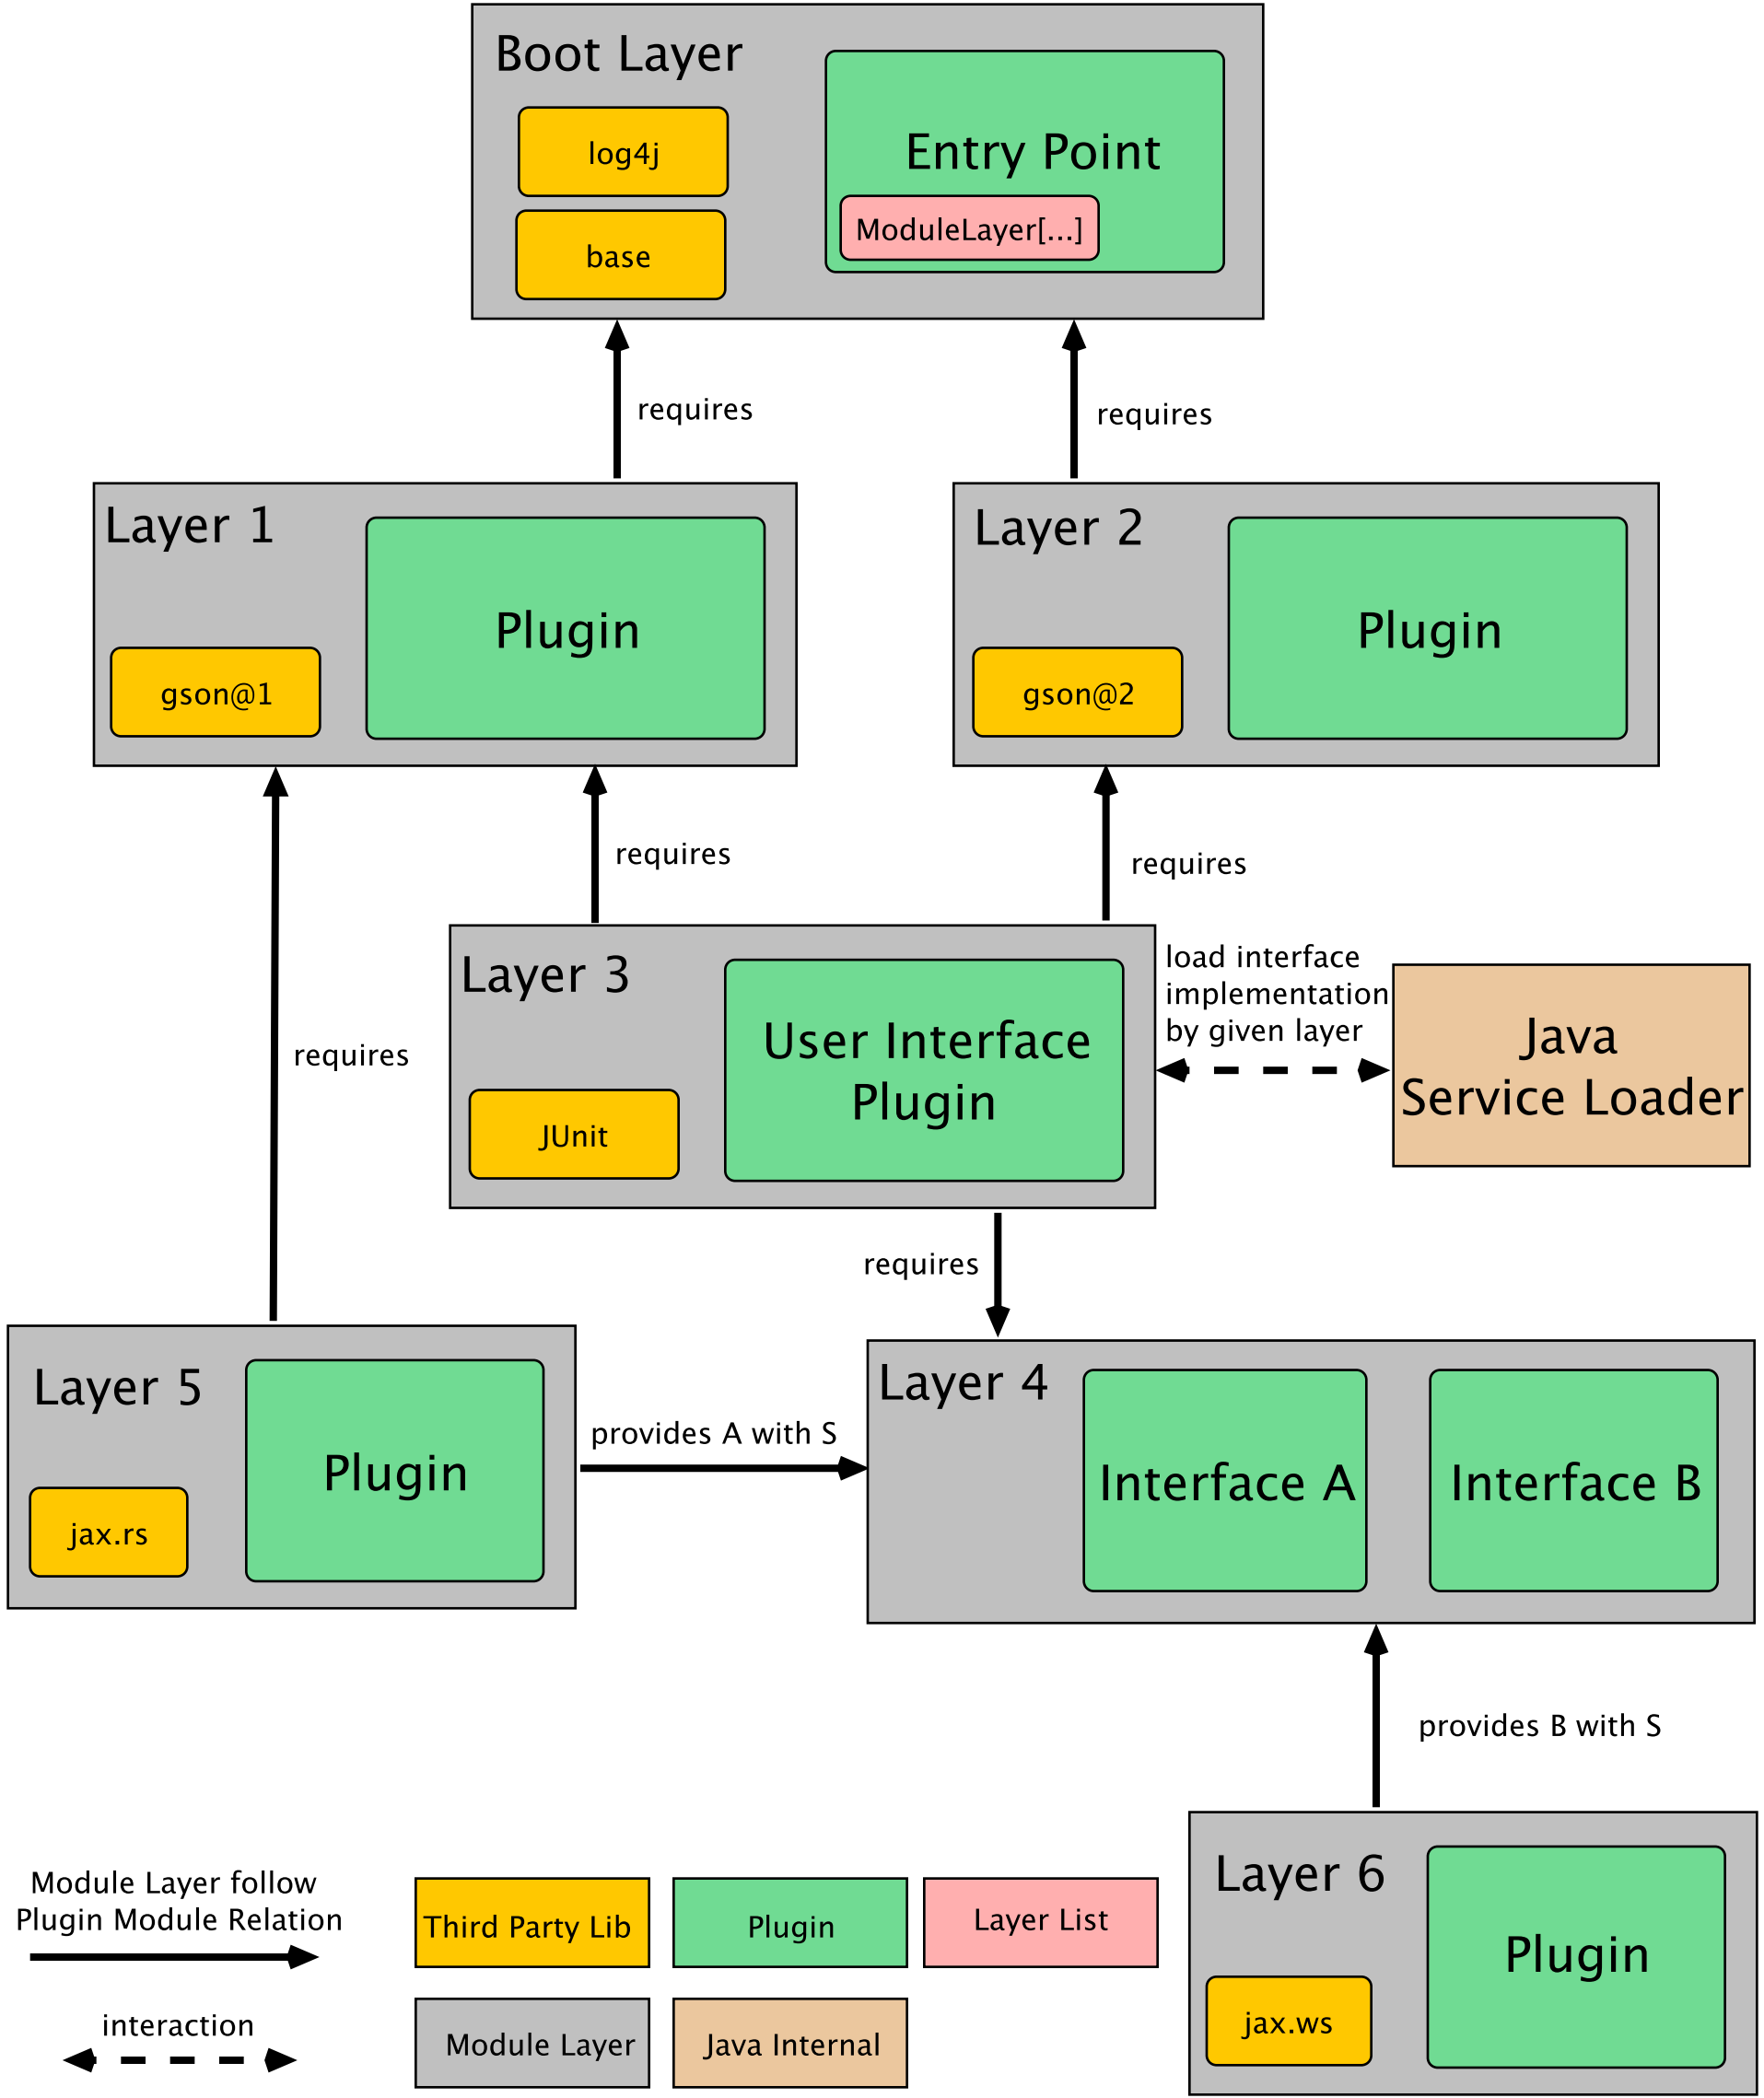 Boot Layer
log4j
base
Entry Point
ModuleLayer[...]
requires
requires
Layer 1
Plugin
gson@1
Layer 2
Plugin
gson@2
requires
requires
requires
Layer 3
User Interface
Plugin
JUnit
load interface
implementation
by given layer
Java
Service Loader
requires
Layer 5
Plugin
jax.rs
provides A with S
Layer 4
Interface A
Interface B
provides B with S
Layer 6
Plugin
jax.ws
Module Layer follow
Plugin Module Relation
interaction
Third Party Lib
Plugin
Layer List
Module Layer
Java Internal